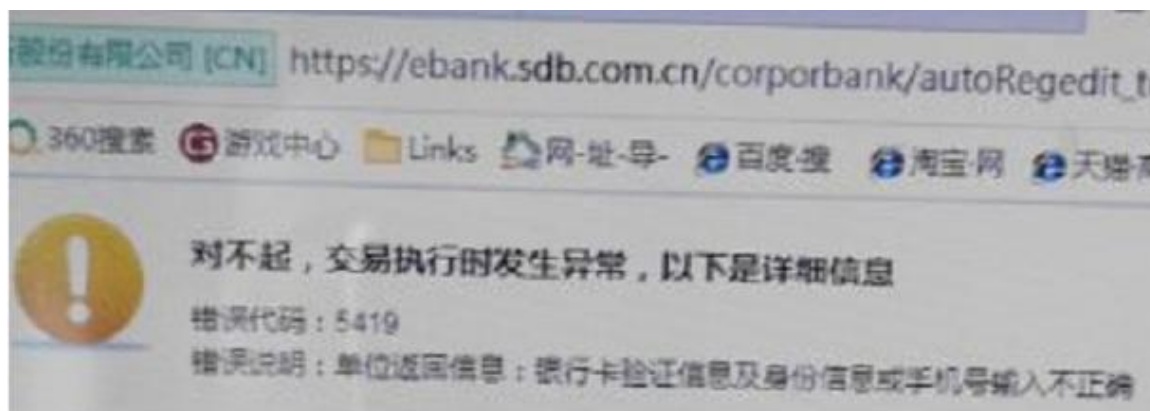 股份有限公司 [CN] https://ebank.sdb.com.cn/corporbank/autoRegedit_t
360搜索 游戏中心 Links 网-址-导- 百度-搜 淘宝-网 天猫-高
对不起，交易执行时发生异常，以下是详细信息
错误代码：5419
错误说明：单位返回信息：银行卡验证信息及身份信息或手机号输入不正确